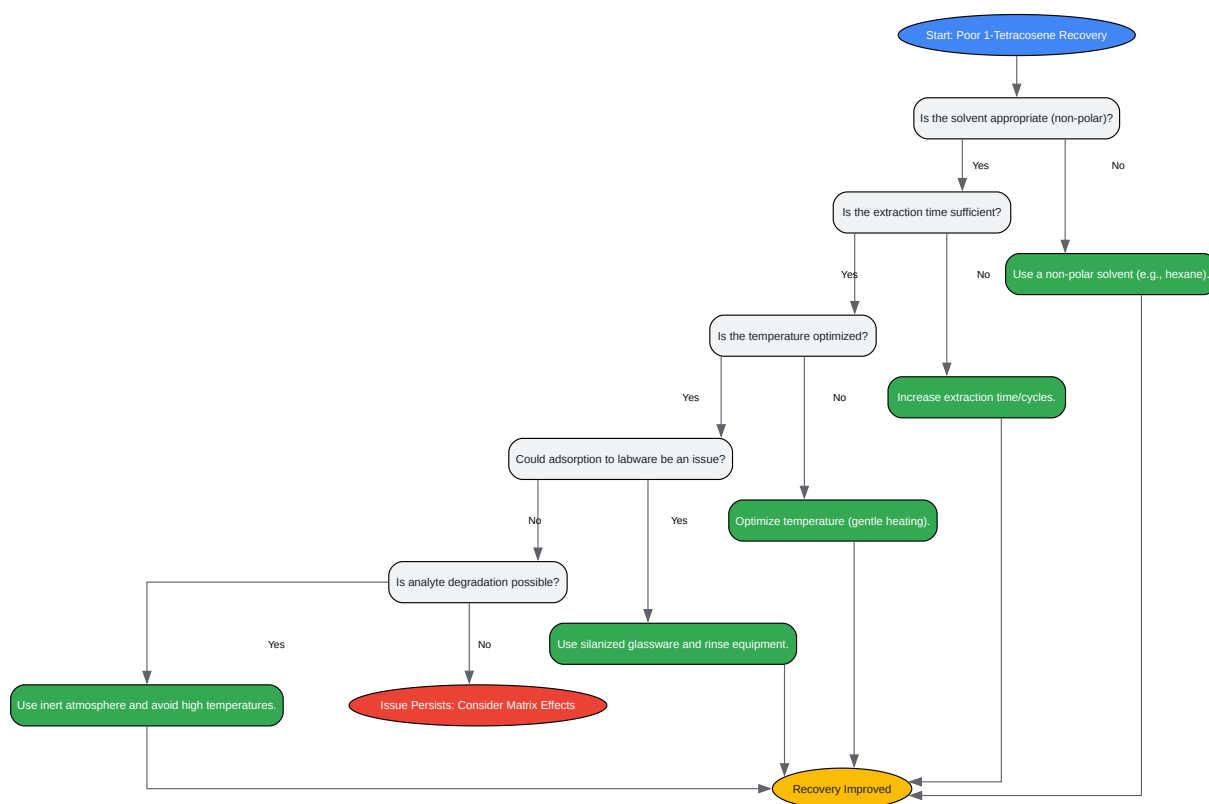 Start: Poor 1-Tetracosene Recovery
Is the solvent appropriate (non-polar)?
Yes
No
Is the extraction time sufficient?
Yes
No
Use a non-polar solvent (e.g., hexane).
Is the temperature optimized?
Yes
No
Increase extraction time/cycles.
Could adsorption to labware be an issue?
No
Yes
Optimize temperature (gentle heating).
Is analyte degradation possible?
Yes
No
Use silanized glassware and rinse equipment.
Use inert atmosphere and avoid high temperatures.
Issue Persists: Consider Matrix Effects
Recovery Improved